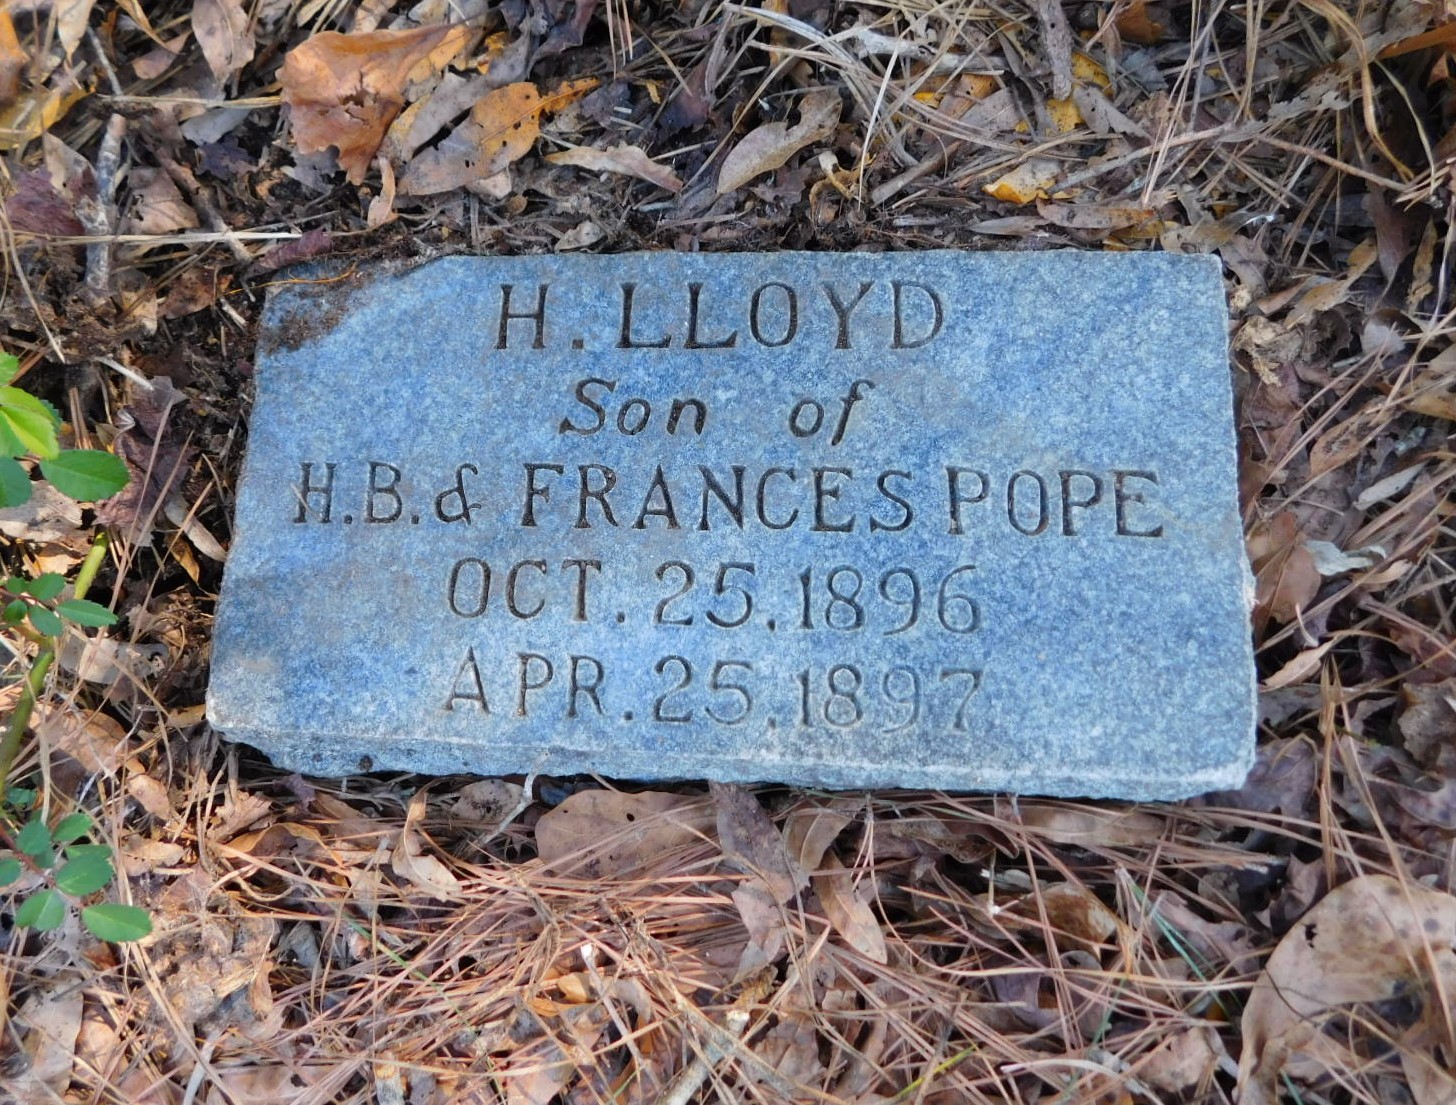 H. LLOYD
Son of
H.B. & FRANCES POPE
OCT. 25, 1896
APR. 25, 1897